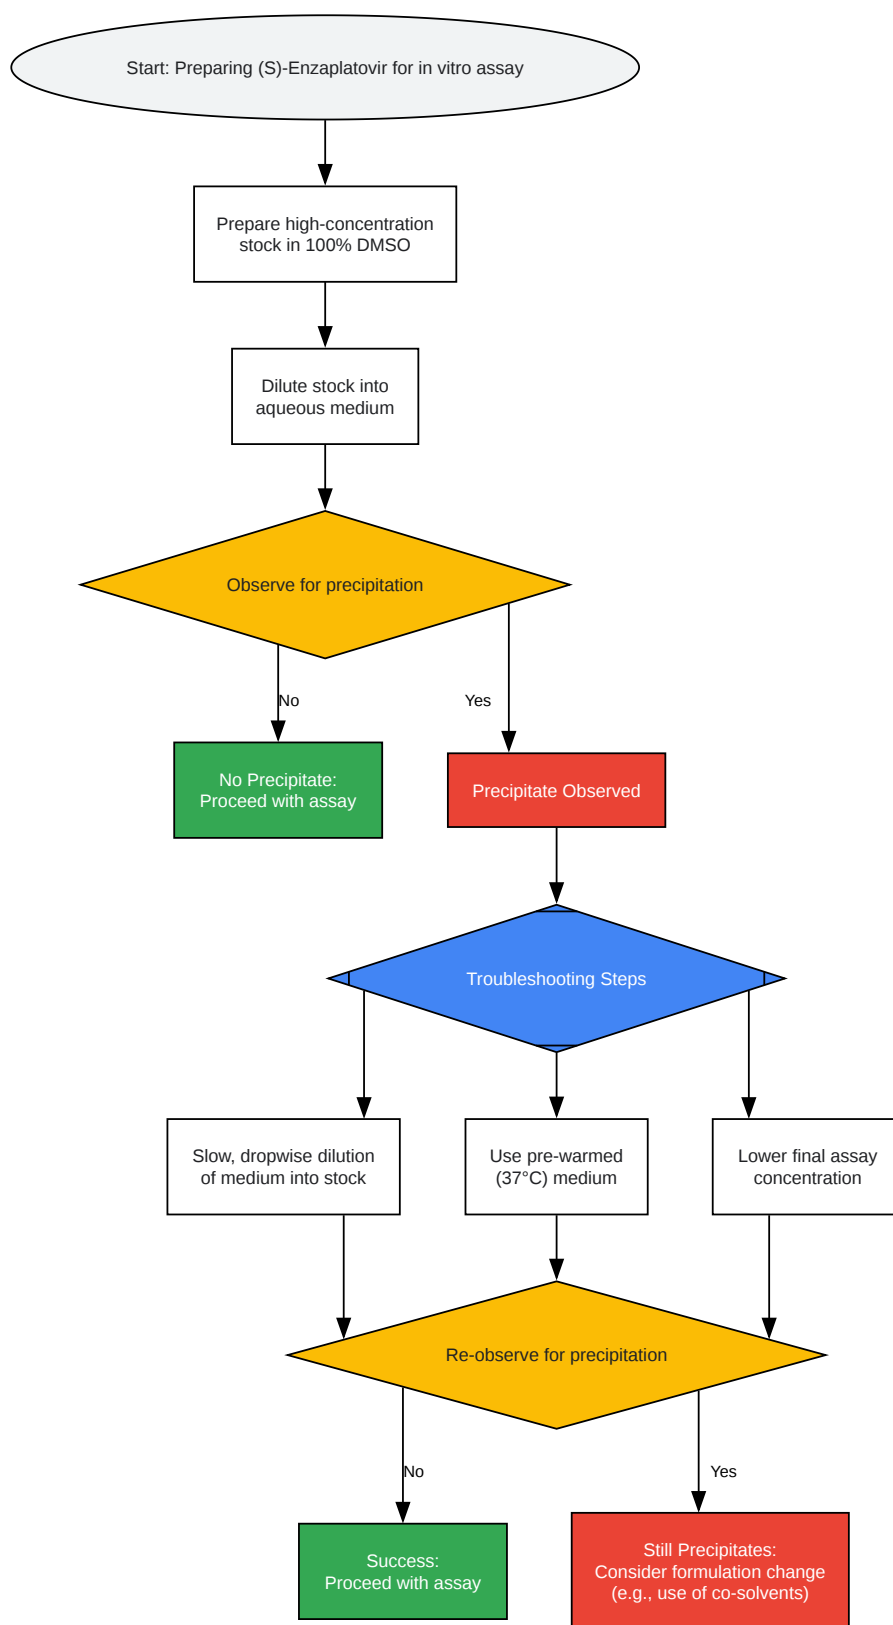 Start: Preparing (S)-Enzaplatovir for in vitro assay
Prepare high-concentration
stock in 100% DMSO
Dilute stock into
aqueous medium
Observe for precipitation
No
Yes
No Precipitate:
Proceed with assay
Precipitate Observed
Troubleshooting Steps
Slow, dropwise dilution
of medium into stock
Use pre-warmed
(37°C) medium
Lower final assay
concentration
Re-observe for precipitation
No
Yes
Success:
Proceed with assay
Still Precipitates:
Consider formulation change
(e.g., use of co-solvents)